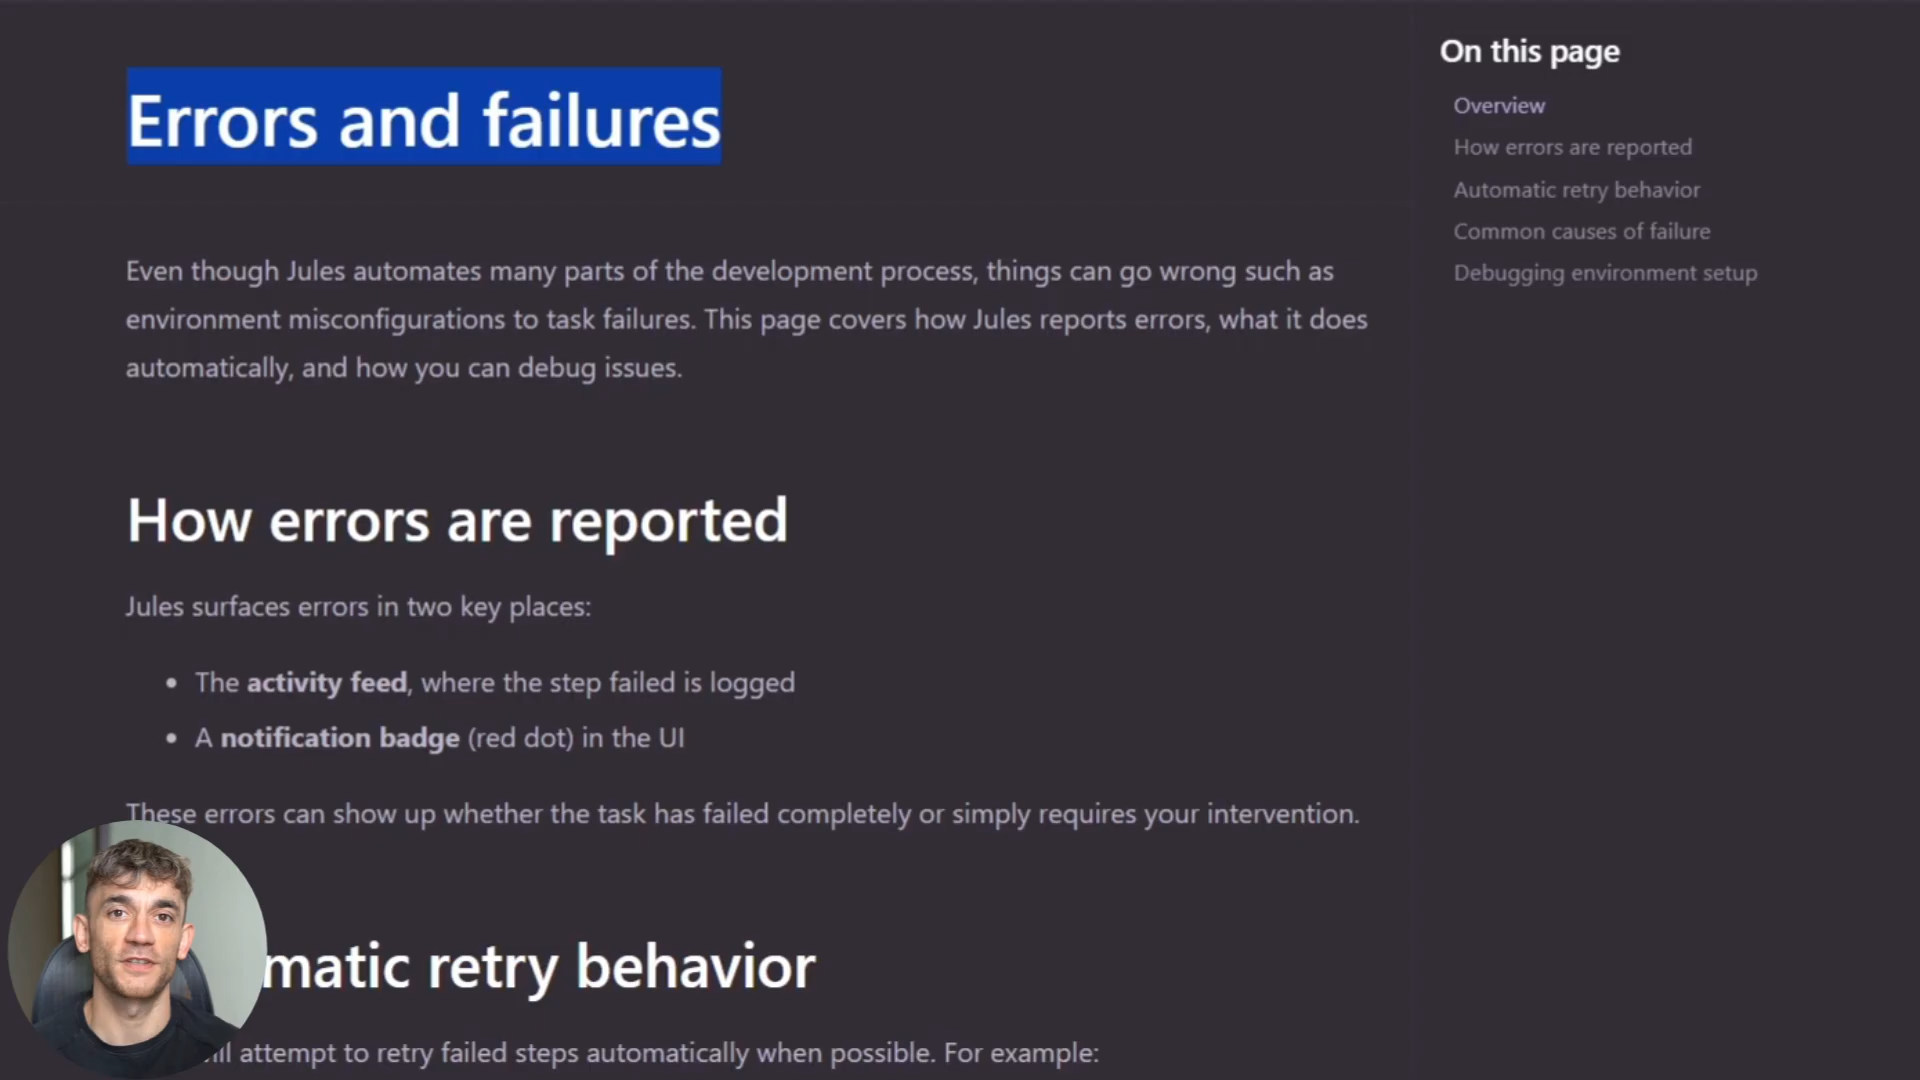 Errors and failures
Even though Jules automates many parts of the development process, things can go wrong such as
environment misconfigurations to task failures. This page covers how Jules reports errors, what it does
automatically, and how you can debug issues.
How errors are reported
Jules surfaces errors in two key places:
• The activity feed, where the step failed is logged
• A notification badge (red dot) in the UI
These errors can show up whether the task has failed completely or simply requires your intervention.
matic retry behavior
attempt to retry failed steps automatically when possible. For example:
On this page
Overview
How errors are reported
Automatic retry behavior
Common causes of failure
Debugging environment setup